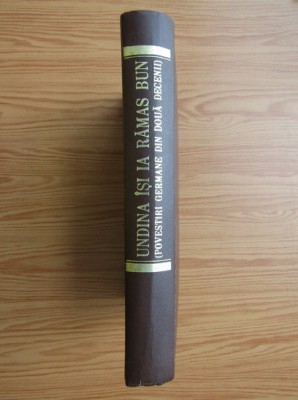 UNDINA ÎȘI IA RĂMAS BUN
(POVESTIRI GERMANE DIN DOUĂ DECENII)